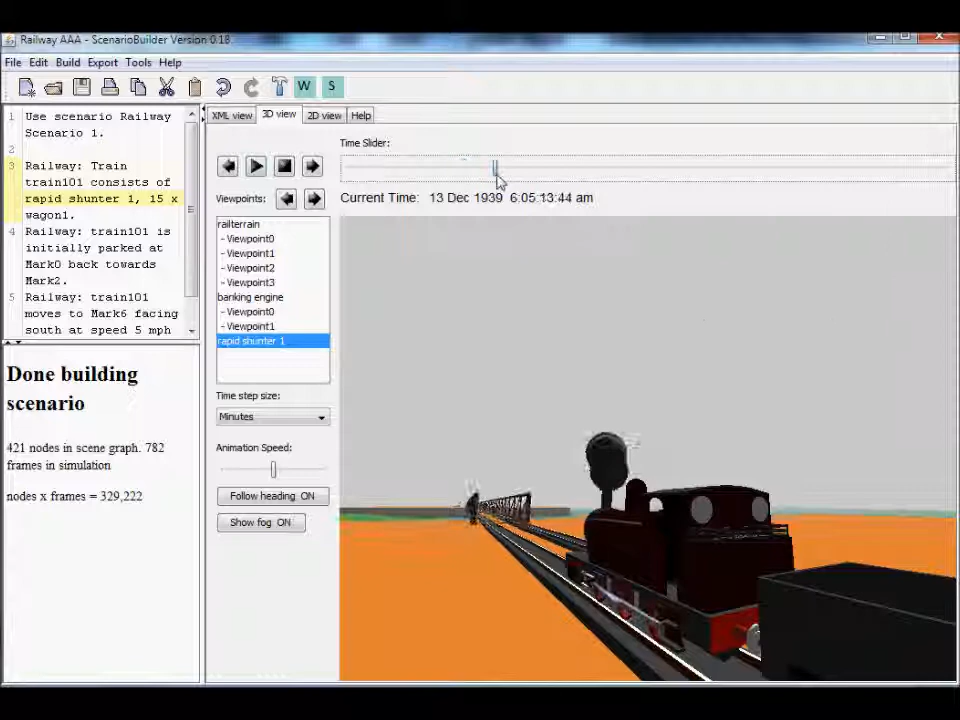 Railway AAA - ScenarioBuilder Version 0.18
File Edit Build Export Tools Help
W S
XML view 3D view 2D view Help
1 Use scenario Railway
Scenario 1.
2
3 Railway: Train
train101 consists of
rapid shunter 1, 15 x
wagon1.
4 Railway: train101 is
initially parked at
Mark0 back towards
Mark2.
5 Railway: train101
moves to Mark6 facing
south at speed 5 mph
Done building
scenario
421 nodes in scene graph. 782
frames in simulation
nodes x frames = 329,222
Time Slider:
Viewpoints:
Current Time: 13 Dec 1939 6:05:13:44 am
railterrain
- Viewpoint0
- Viewpoint1
- Viewpoint2
- Viewpoint3
banking engine
- Viewpoint0
- Viewpoint1
rapid shunter 1
Time step size:
Minutes
Animation Speed:
Follow heading ON
Show fog ON